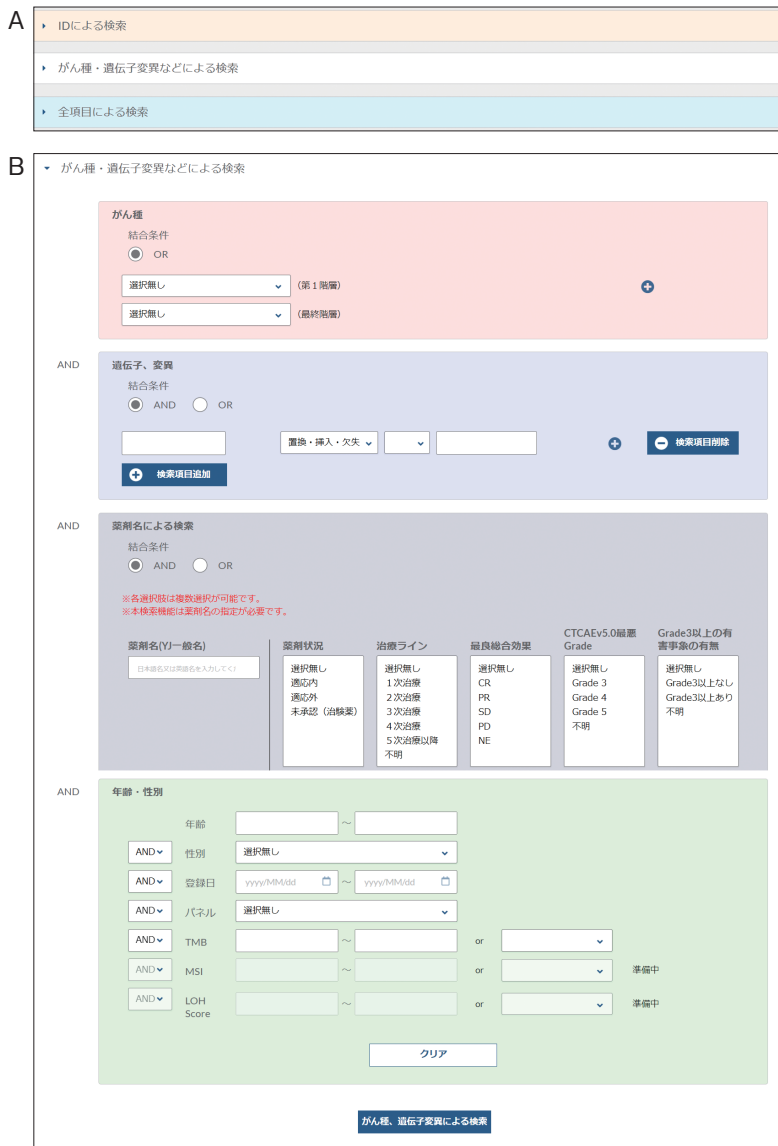 A
IDによる検索
がん種・遺伝子変異などによる検索
全項目による検索
B
がん種・遺伝子変異などによる検索
がん種
結合条件
OR
選択無し (第1階層)
選択無し (最終階層)
AND 遺伝子、変異
結合条件
AND OR
置換・挿入・欠失 検索項目削除
検索項目追加
AND 薬剤名による検索
結合条件
AND OR
※各選択肢は複数選択が可能です。
※本検索機能は薬剤名の指定が必要です。
薬剤名(YJ一般名) 薬剤状況 治療ライン 最良総合効果 CTCAEv5.0最悪Grade Grade3以上の有害事象の有無
日本語名又は英語名を入力してく 選択無し 選択無し 選択無し 選択無し 選択無し
適応内 1次治療 CR Grade 3 Grade3以上なし
適応外 2次治療 PR Grade 4 Grade3以上あり
未承認(治験薬) 3次治療 SD Grade 5 不明
4次治療 PD 不明
5次治療以降 NE
不明
AND 年齢・性別
年齢 ~
AND 性別 選択無し
AND 登録日 yyyy/MM/dd ~ yyyy/MM/dd
AND パネル 選択無し
AND TMB ~ or
AND MSI ~ or 準備中
AND LOH Score ~ or 準備中
クリア
がん種、遺伝子変異による検索